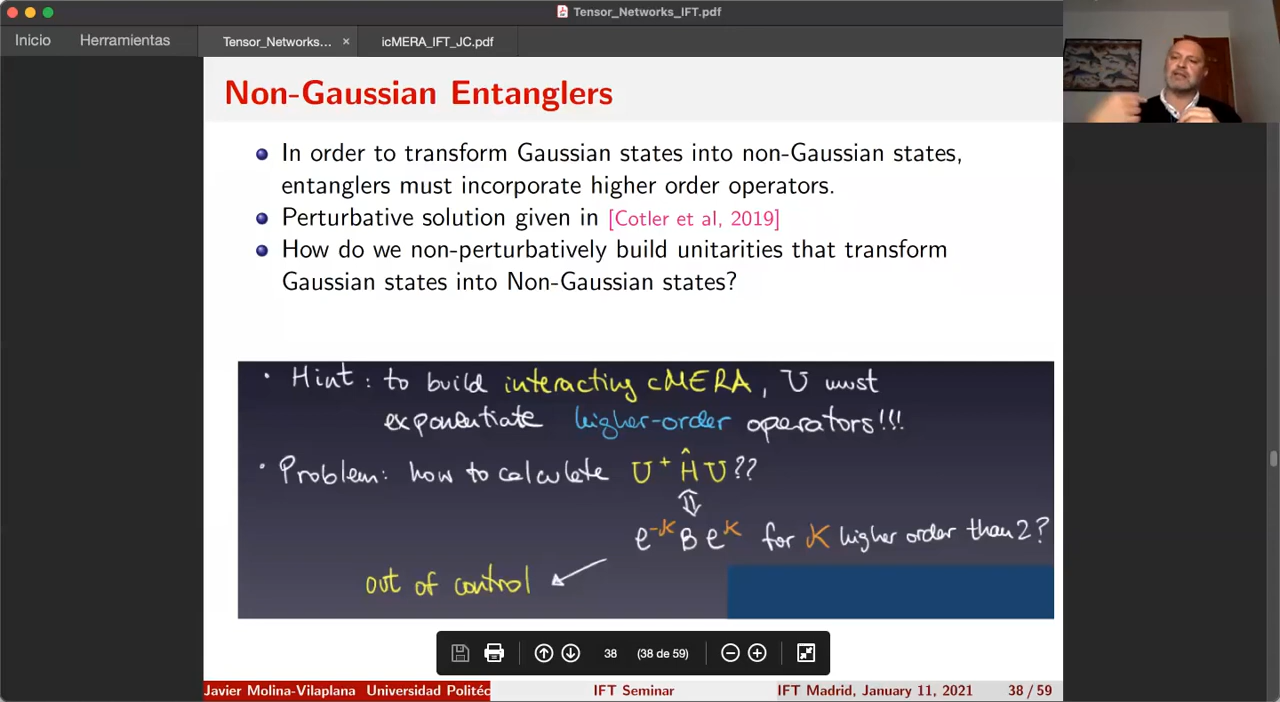 Tensor_Networks_IFT.pdf
Inicio Herramientas Tensor_Networks... × icMERA_IFT_JC.pdf
Non-Gaussian Entanglers
In order to transform Gaussian states into non-Gaussian states,
entanglers must incorporate higher order operators.
Perturbative solution given in [Cotler et al, 2019]
How do we non-perturbatively build unitarities that transform
Gaussian states into Non-Gaussian states?
· Hint: to build interacting cMERA, U must
exponentiate higher-order operators!!!
· Problem: how to calculate U⁺ Ĥ U ??
⇕
e^-K B e^K for K higher order than 2?
out of control
38 (38 de 59)
Javier Molina-Vilaplana Universidad Politéc IFT Seminar IFT Madrid, January 11, 2021 38 / 59